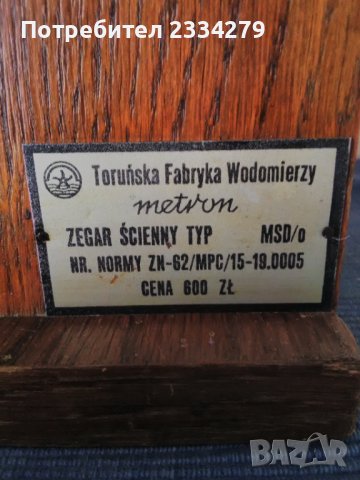 Потребител 2334279
Toruńska Fabryka Wodomierzy
metron
ZEGAR ŚCIENNY TYP MSD/o
NR. NORMY ZN-62/MPC/15-19.0005
CENA 600 ZŁ
BAZAR